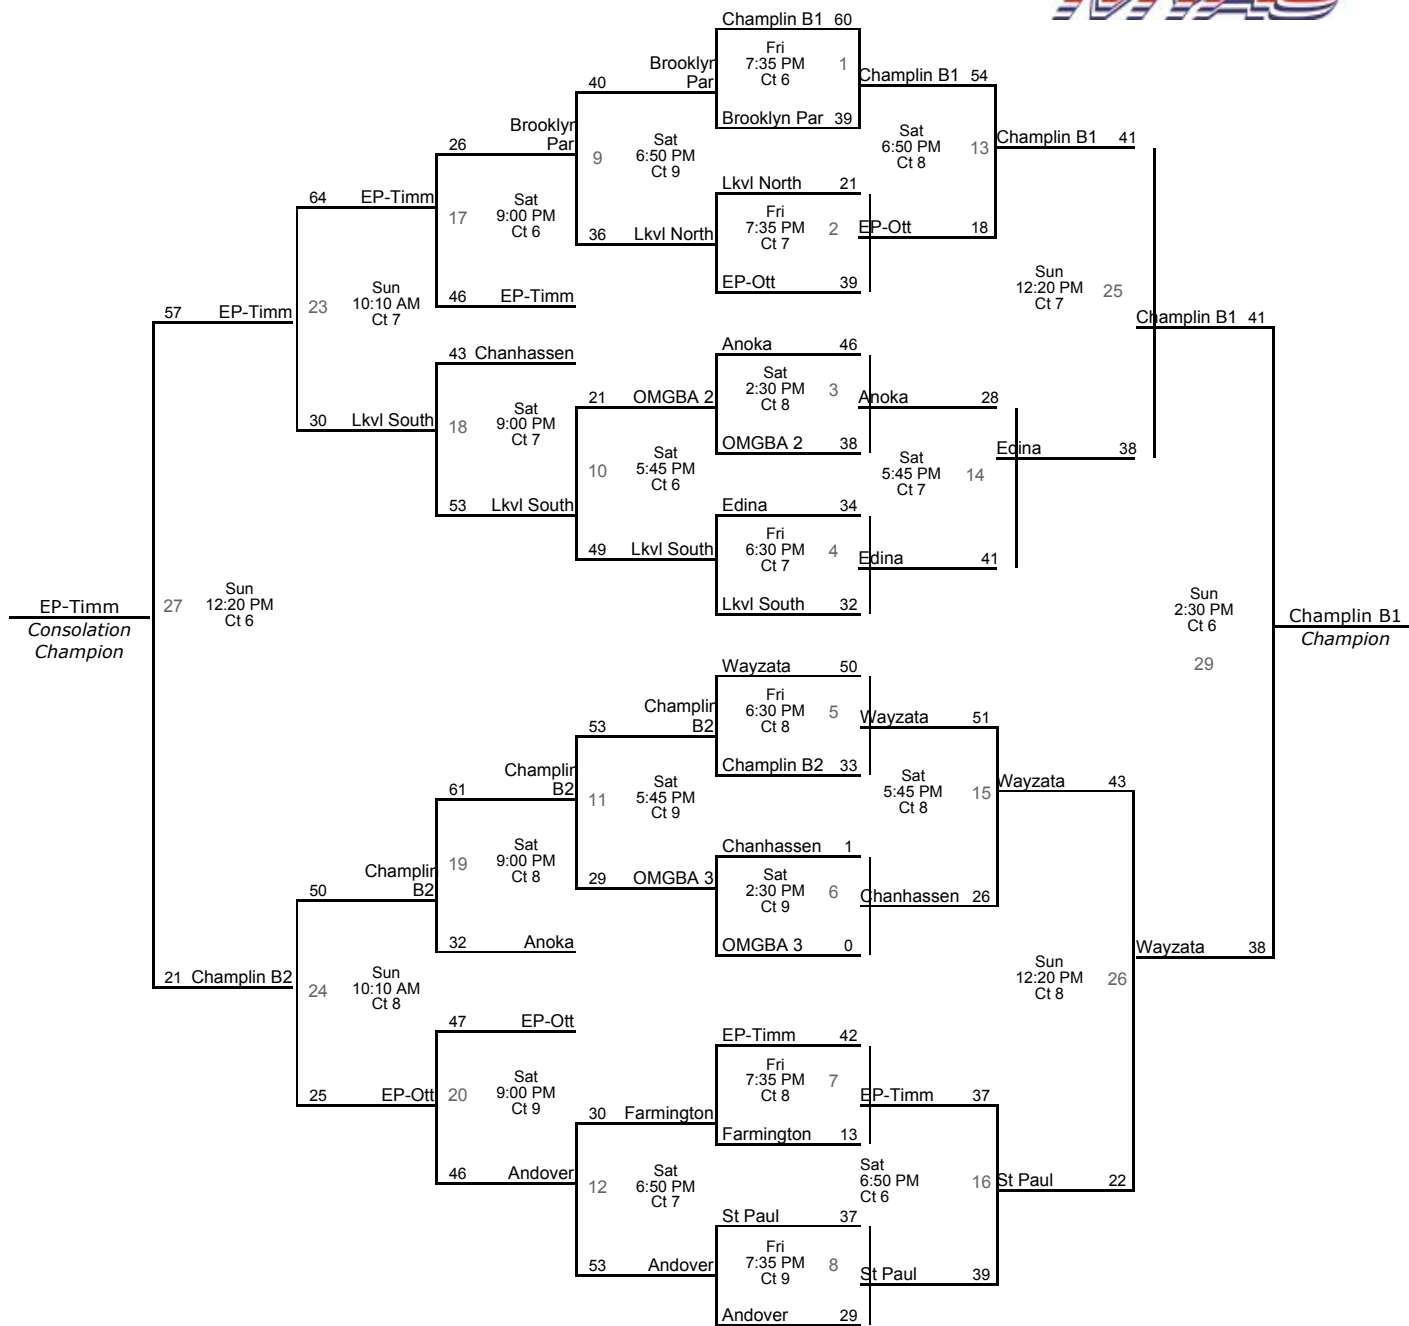 Champlin B1 60
Fri
7:35 PM
Ct 6
1
Brooklyn Par 39
Brooklyn
Par
40
Champlin B1 54
Sat
6:50 PM
Ct 8
13
Champlin B1 41
Brooklyn
Par
26
9
Sat
6:50 PM
Ct 9
Lkvl North 21
Fri
7:35 PM
Ct 7
2
EP-Ott 39
EP-Ott 18
64 EP-Timm
17
Sat
9:00 PM
Ct 6
36 Lkvl North
46 EP-Timm
Sun
12:20 PM
Ct 7
25
57 EP-Timm
23
Sun
10:10 AM
Ct 7
Champlin B1 41
43 Chanhassen
Anoka 46
Sat
2:30 PM
Ct 8
3
OMGBA 2 38
21 OMGBA 2
Anoka 28
30 Lkvl South
18
Sat
9:00 PM
Ct 7
10
Sat
5:45 PM
Ct 6
Sat
5:45 PM
Ct 7
14
Edina 38
53 Lkvl South
Edina 34
Fri
6:30 PM
Ct 7
4
Lkvl South 32
49 Lkvl South
Edina 41
EP-Timm
Consolation
Champion
27
Sun
12:20 PM
Ct 6
Sun
2:30 PM
Ct 6
29
Champlin B1
Champion
Wayzata 50
Fri
6:30 PM
Ct 8
5
Champlin B2 33
Champlin
B2
53
Wayzata 51
Champlin
B2
61
11
Sat
5:45 PM
Ct 9
Sat
5:45 PM
Ct 8
15
Wayzata 43
Champlin
B2
50
19
Sat
9:00 PM
Ct 8
29 OMGBA 3
Chanhassen 1
Sat
2:30 PM
Ct 9
6
OMGBA 3 0
Chanhassen 26
32 Anoka
21 Champlin B2
24
Sun
10:10 AM
Ct 8
Sun
12:20 PM
Ct 8
26
Wayzata 38
47 EP-Ott
EP-Timm 42
Fri
7:35 PM
Ct 8
7
Farmington 13
25 EP-Ott
20
Sat
9:00 PM
Ct 9
30 Farmington
EP-Timm 37
46 Andover
12
Sat
6:50 PM
Ct 7
Sat
6:50 PM
Ct 6
16
St Paul 22
St Paul 37
Fri
7:35 PM
Ct 9
8
Andover 29
53 Andover
St Paul 39